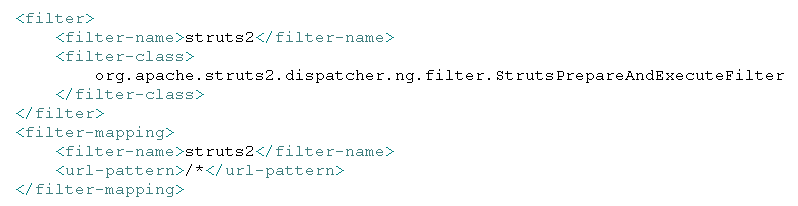 <filter>
    <filter-name>struts2</filter-name>
    <filter-class>
        org.apache.struts2.dispatcher.ng.filter.StrutsPrepareAndExecuteFilter
    </filter-class>
</filter>
<filter-mapping>
    <filter-name>struts2</filter-name>
    <url-pattern>/*</url-pattern>
</filter-mapping>